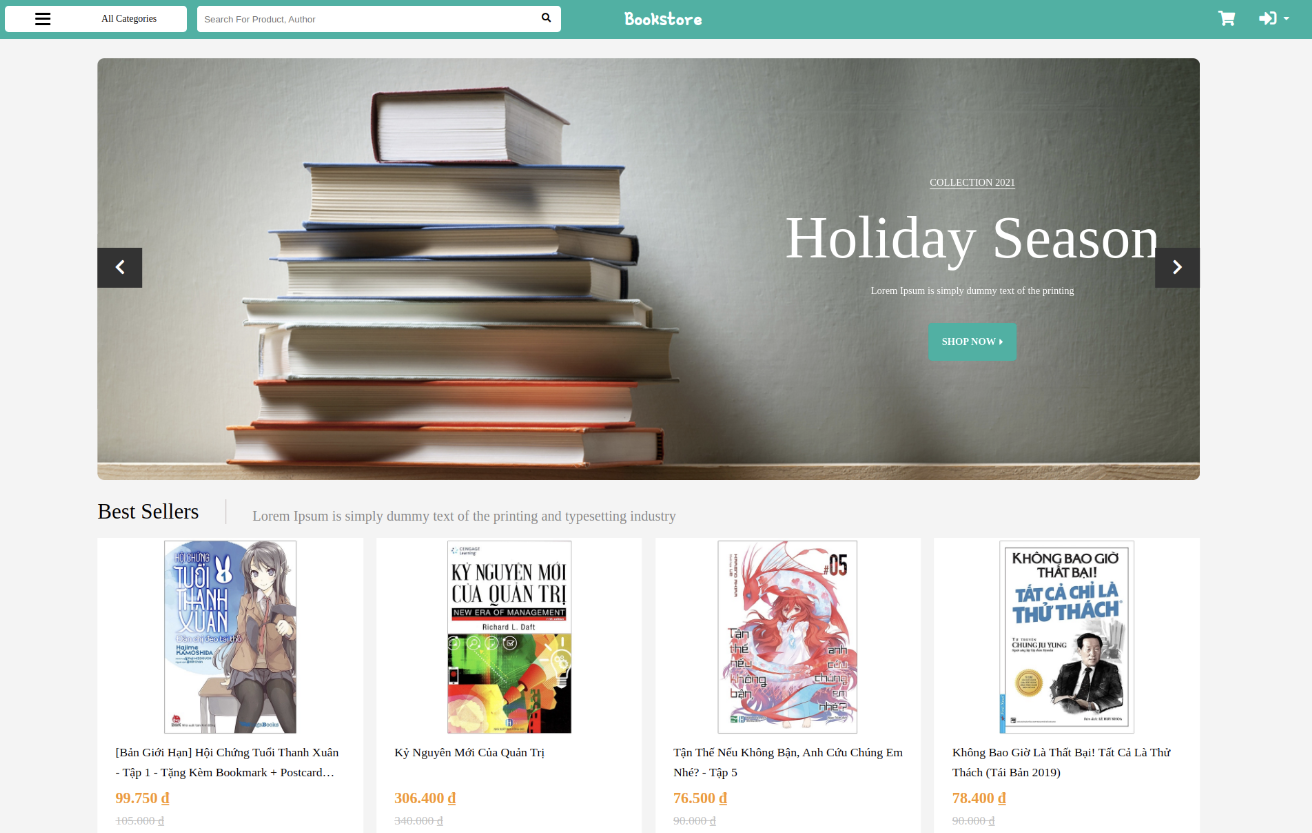 All Categories
Search For Product, Author
Bookstore
COLLECTION 2021
Holiday Season
Lorem Ipsum is simply dummy text of the printing
SHOP NOW
Best Sellers
Lorem Ipsum is simply dummy text of the printing and typesetting industry
HỘI CHỨNG
TUỔI
THANH
XUÂN
Hajime
KAMOSHIDA
CENGAGE
Learning
KỶ NGUYÊN MỚI
CỦA QUẢN TRỊ
NEW ERA OF MANAGEMENT
Richard L. Daft
#05
Tận
thế
nếu
không
bận,
anh
cứu
chúng
em
nhé?
KHÔNG BAO GIỜ
THẤT BẠI!
TẤT CẢ CHỈ LÀ
THỬ THÁCH
TỰ TRUYỆN
CHUNG JU YUNG
[Bản Giới Hạn] Hội Chứng Tuổi Thanh Xuân
- Tập 1 - Tặng Kèm Bookmark + Postcard…
99.750 ₫
105.000 ₫
Kỷ Nguyên Mới Của Quản Trị
306.400 ₫
340.000 ₫
Tận Thế Nếu Không Bận, Anh Cứu Chúng Em
Nhé? - Tập 5
76.500 ₫
90.000 ₫
Không Bao Giờ Là Thất Bại! Tất Cả Là Thử
Thách (Tái Bản 2019)
78.400 ₫
90.000 ₫